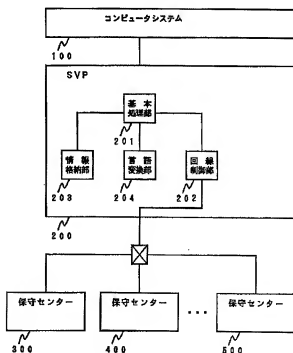 コンピュータシステム
100
SVP
基本
処理部
201
情報
格納部
言語
変換部
回線
制御部
203
204
202
200
保守センター
保守センター
...
保守センター
300
400
500